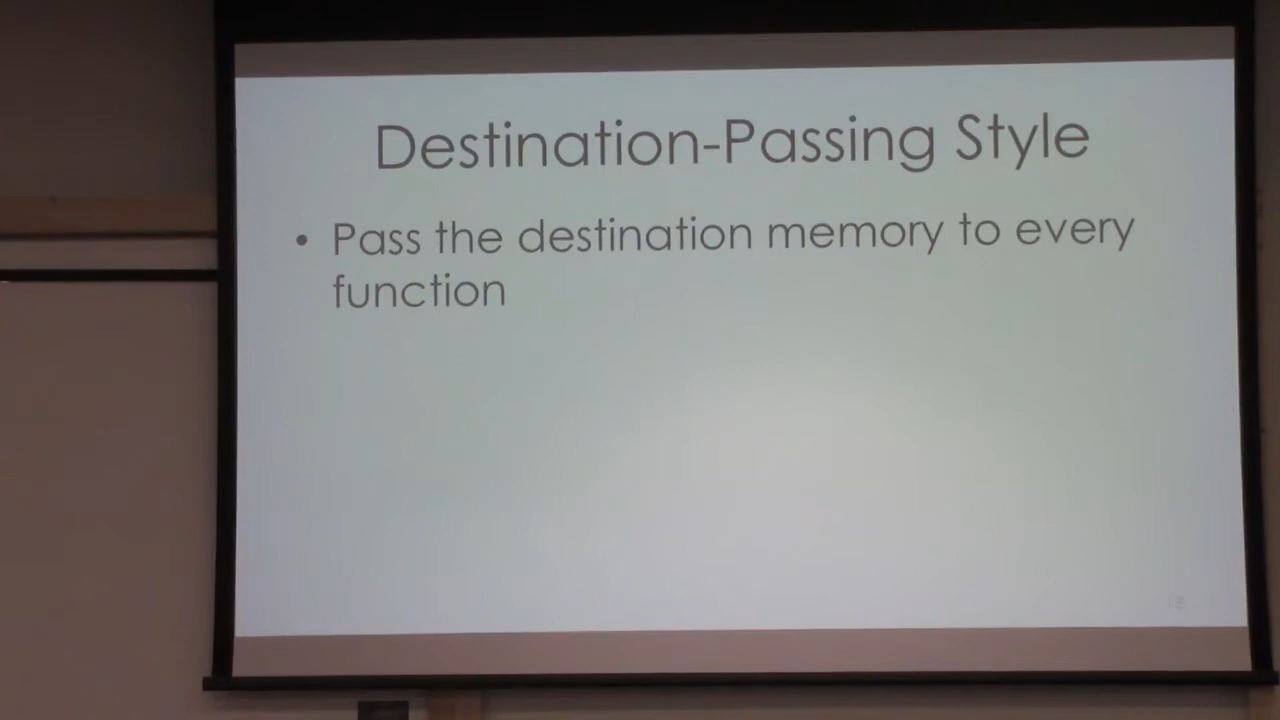 Destination-Passing Style
• Pass the destination memory to every
function